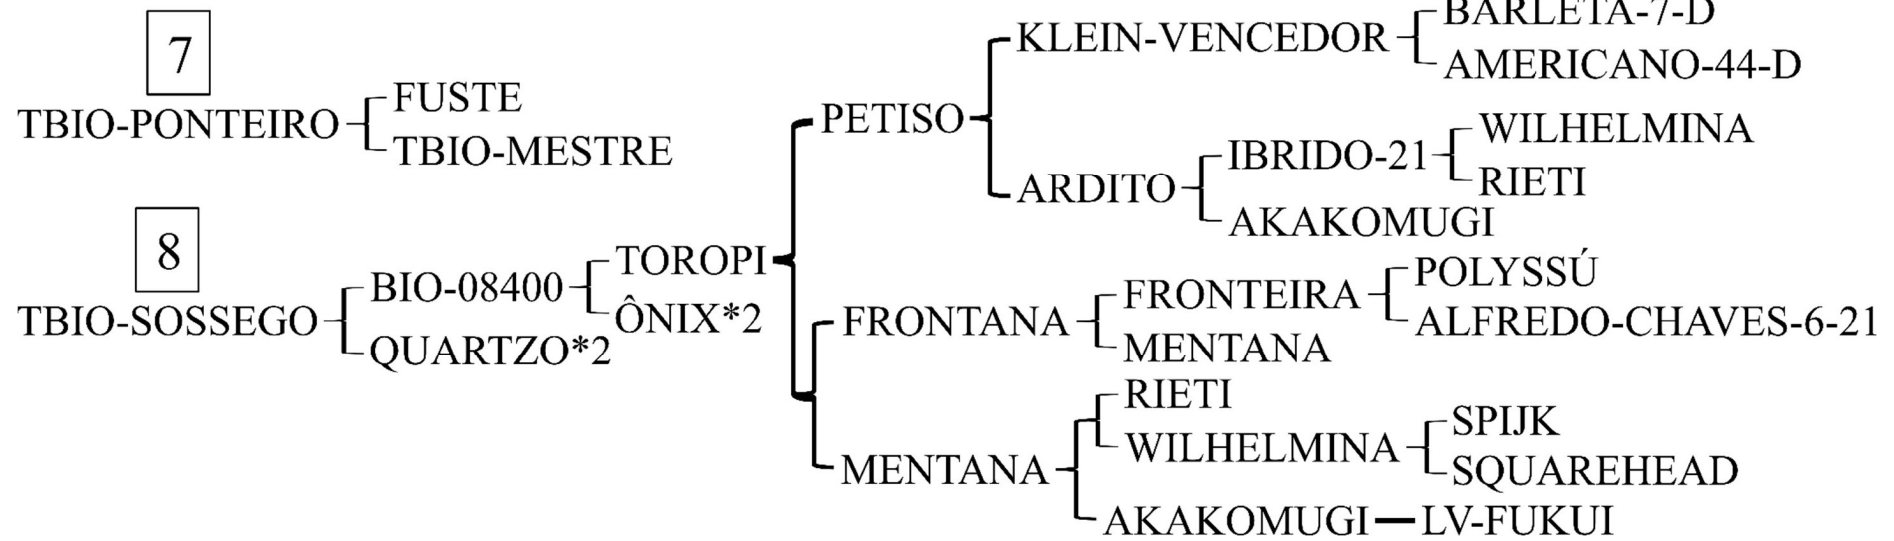 7
TBIO-PONTEIRO
FUSTE
TBIO-MESTRE
8
TBIO-SOSSEGO
BIO-08400
QUARTZO*2
TOROPI
ÔNIX*2
PETISO
KLEIN-VENCEDOR
BARLETA-7-D
AMERICANO-44-D
ARDITO
IBRIDO-21
WILHELMINA
RIETI
AKAKOMUGI
FRONTANA
FRONTEIRA
POLYSSÚ
ALFREDO-CHAVES-6-21
MENTANA
MENTANA
RIETI
WILHELMINA
SPIJK
SQUAREHEAD
AKAKOMUGI
LV-FUKUI